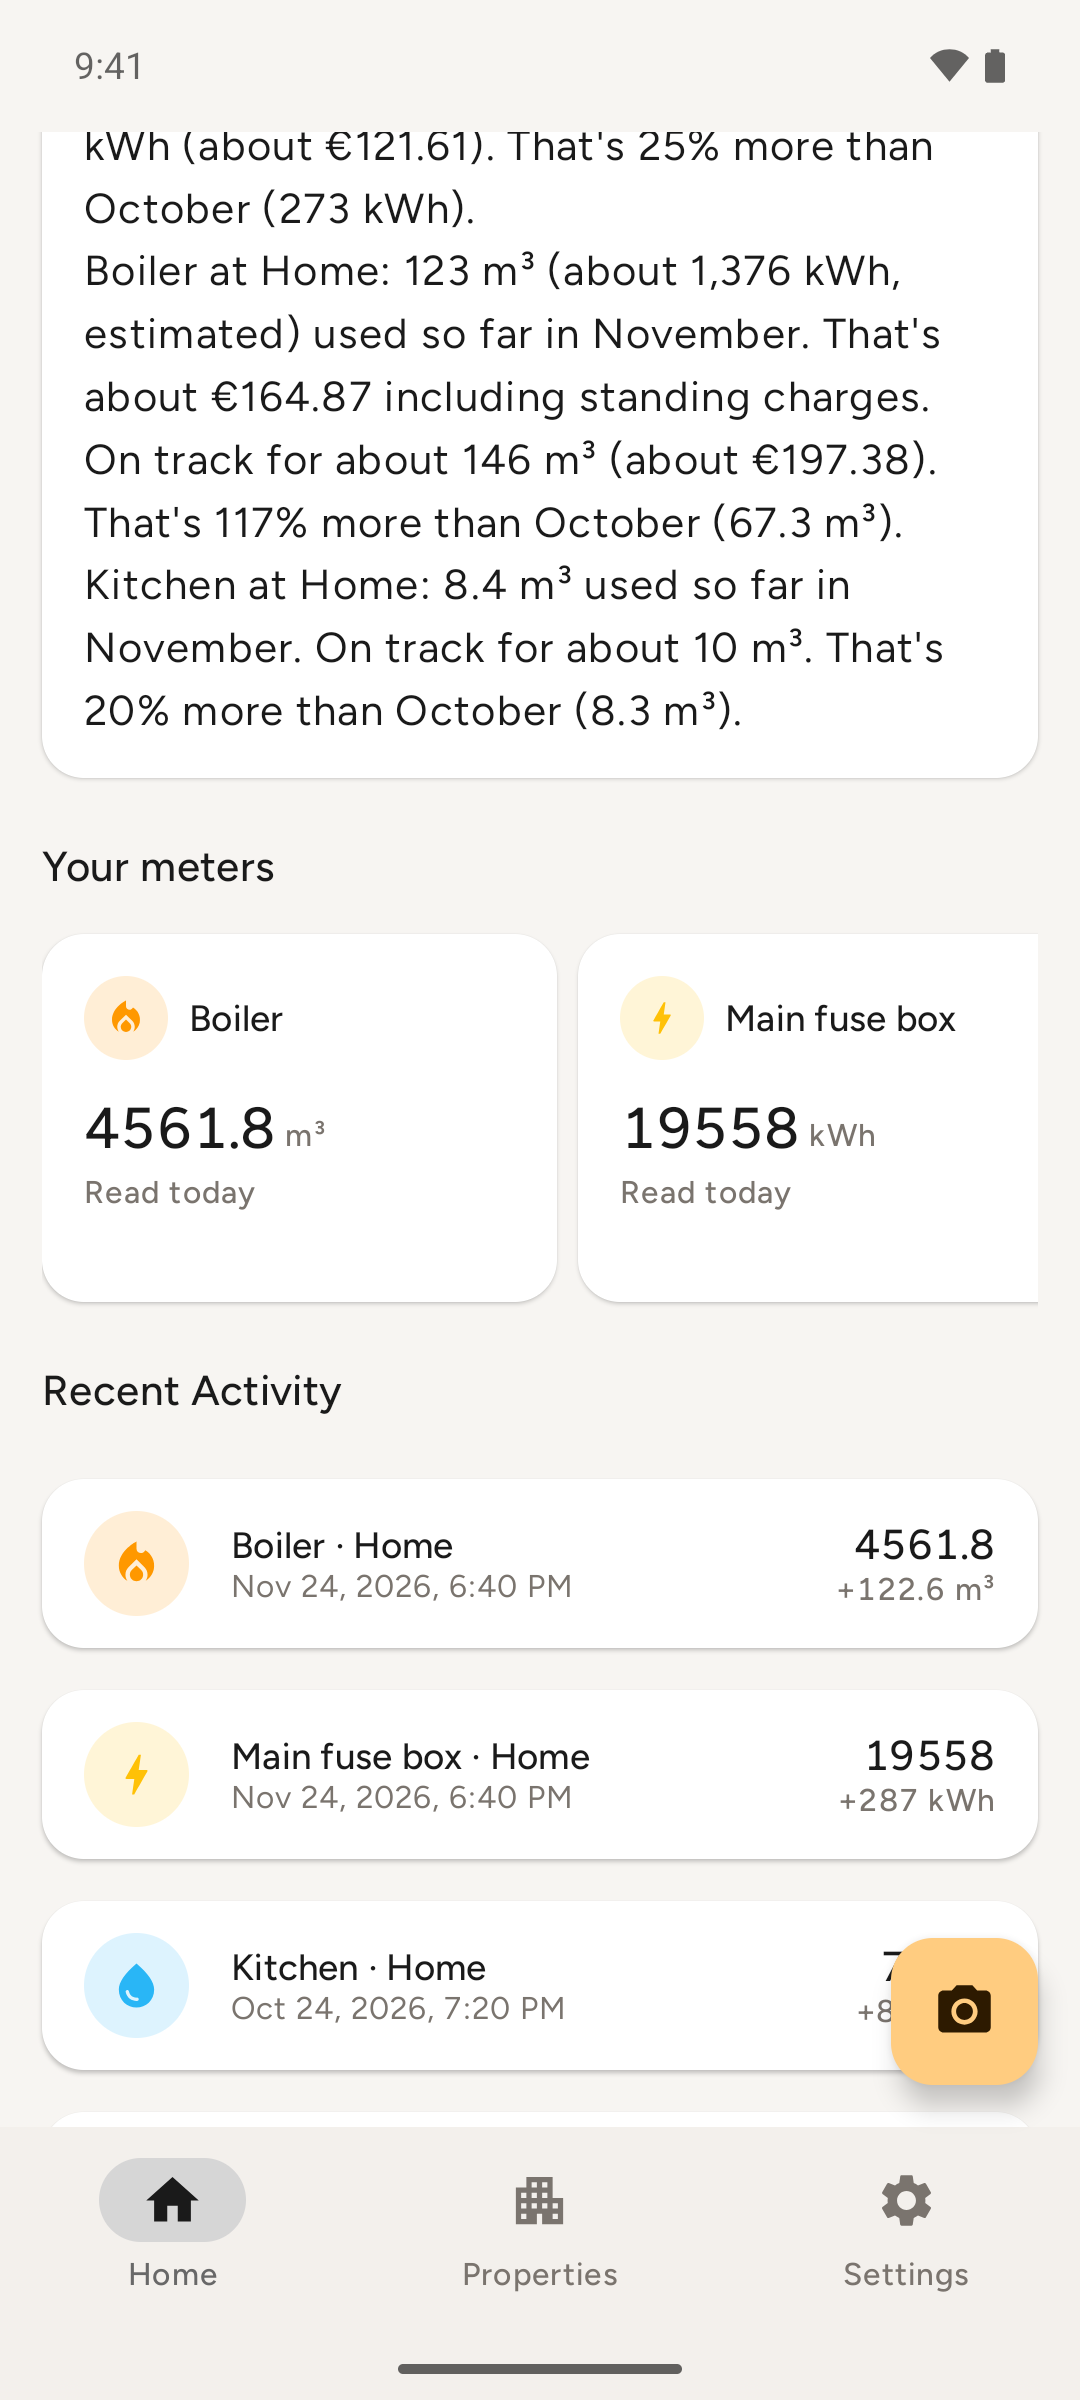 9:41
kWh (about €121.61). That's 25% more than
October (273 kWh).
Boiler at Home: 123 m³ (about 1,376 kWh,
estimated) used so far in November. That's
about €164.87 including standing charges.
On track for about 146 m³ (about €197.38).
That's 117% more than October (67.3 m³).
Kitchen at Home: 8.4 m³ used so far in
November. On track for about 10 m³. That's
20% more than October (8.3 m³).
Your meters
Boiler
4561.8 m³
Read today
Main fuse box
19558 kWh
Read today
Recent Activity
Boiler · Home
Nov 24, 2026, 6:40 PM
4561.8
+122.6 m³
Main fuse box · Home
Nov 24, 2026, 6:40 PM
19558
+287 kWh
Kitchen · Home
Oct 24, 2026, 7:20 PM
Home
Properties
Settings